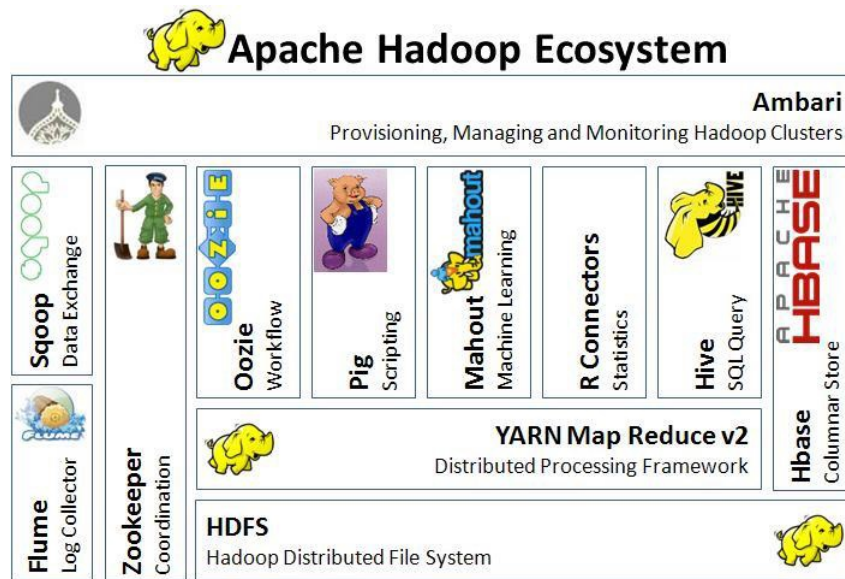 Apache Hadoop Ecosystem
Ambari
Provisioning, Managing and Monitoring Hadoop Clusters
sqoop
Sqoop
Data Exchange
FLUME
Flume
Log Collector
Zookeeper
Coordination
OOZIE
Oozie
Workflow
Pig
Scripting
mahout
Mahout
Machine Learning
R Connectors
Statistics
HIVE
Hive
SQL Query
APACHE
HBASE
Hbase
Columnar Store
YARN Map Reduce v2
Distributed Processing Framework
HDFS
Hadoop Distributed File System